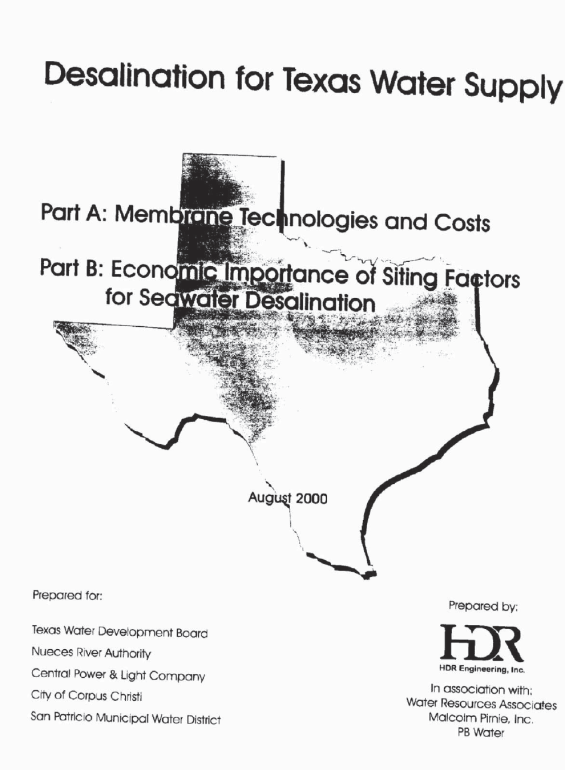 Desalination for Texas Water Supply
Part A: Membrane Technologies and Costs
Part B: Economic Importance of Siting Factors
for Seawater Desalination
August 2000
Prepared for:
Texas Water Development Board
Nueces River Authority
Central Power & Light Company
City of Corpus Christi
San Patricio Municipal Water District
Prepared by:
HDR
HDR Engineering, Inc.
In association with:
Water Resources Associates
Malcolm Pirnie, Inc.
PB Water